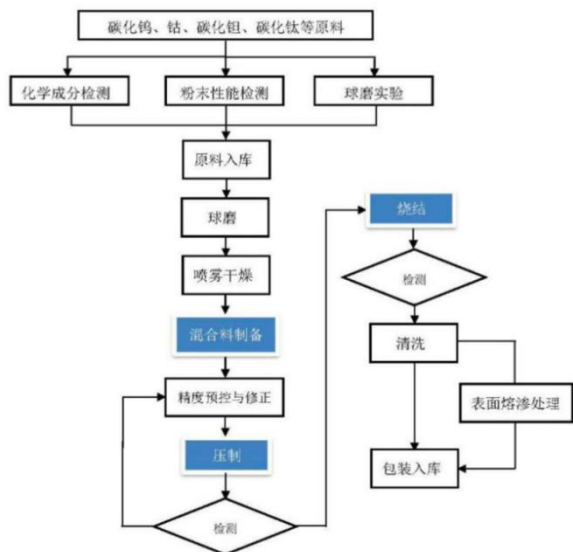 碳化钨、钴、碳化钽、碳化钛等原料
化学成分检测
粉末性能检测
球磨实验
原料入库
球磨
喷雾干燥
混合料制备
精度预控与修正
压制
检测
烧结
检测
清洗
表面熔渗处理
包装入库